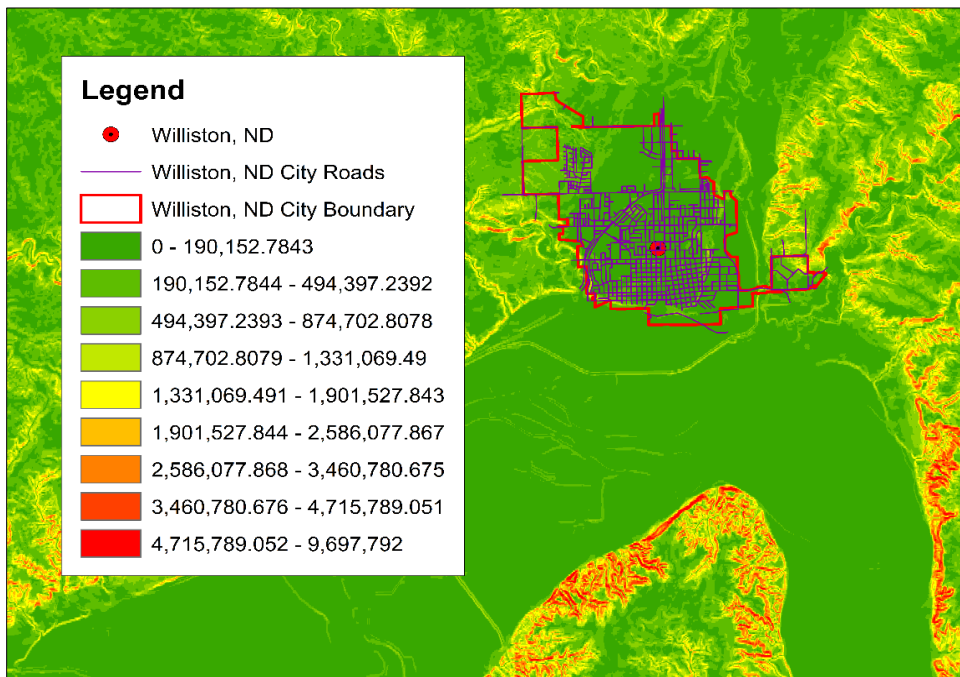 Legend
Williston, ND
Williston, ND City Roads
Williston, ND City Boundary
0 - 190,152.7843
190,152.7844 - 494,397.2392
494,397.2393 - 874,702.8078
874,702.8079 - 1,331,069.49
1,331,069.491 - 1,901,527.843
1,901,527.844 - 2,586,077.867
2,586,077.868 - 3,460,780.675
3,460,780.676 - 4,715,789.051
4,715,789.052 - 9,697,792